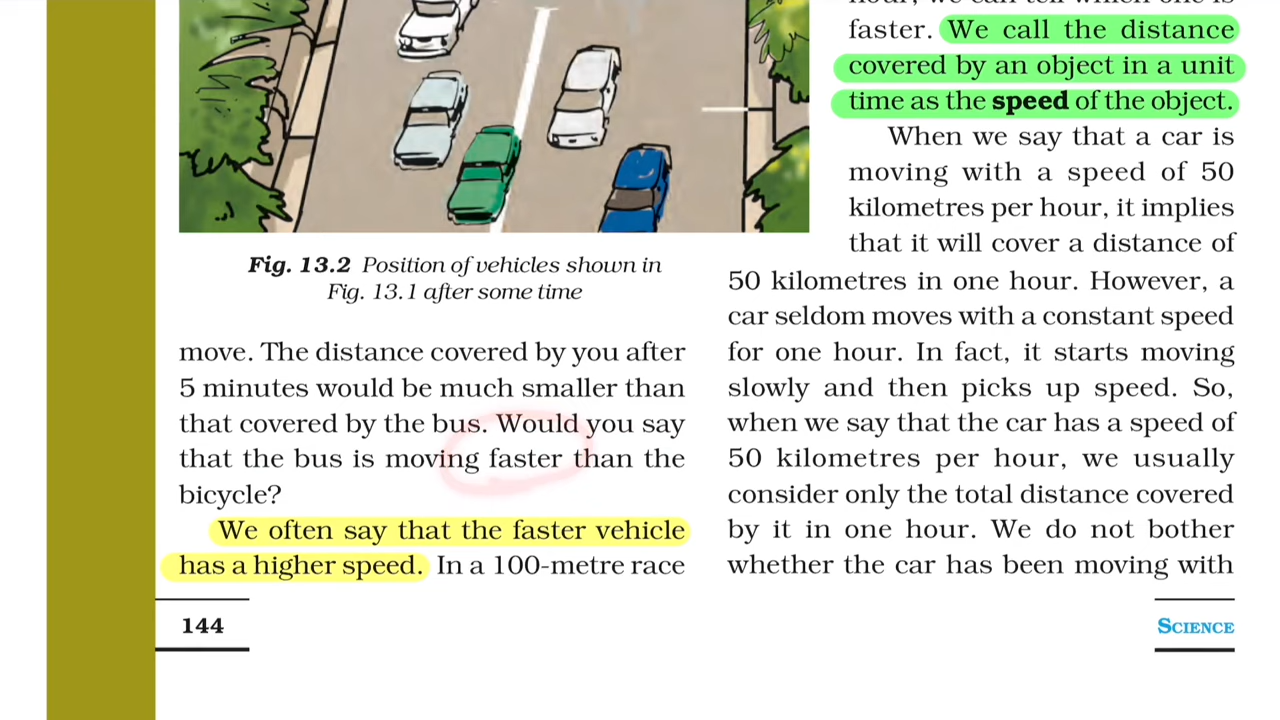 Fig. 13.2 Position of vehicles shown in
Fig. 13.1 after some time
move. The distance covered by you after
5 minutes would be much smaller than
that covered by the bus. Would you say
that the bus is moving faster than the
bicycle?
We often say that the faster vehicle
has a higher speed. In a 100-metre race
faster. We call the distance
covered by an object in a unit
time as the speed of the object.
When we say that a car is
moving with a speed of 50
kilometres per hour, it implies
that it will cover a distance of
50 kilometres in one hour. However, a
car seldom moves with a constant speed
for one hour. In fact, it starts moving
slowly and then picks up speed. So,
when we say that the car has a speed of
50 kilometres per hour, we usually
consider only the total distance covered
by it in one hour. We do not bother
whether the car has been moving with
144
SCIENCE